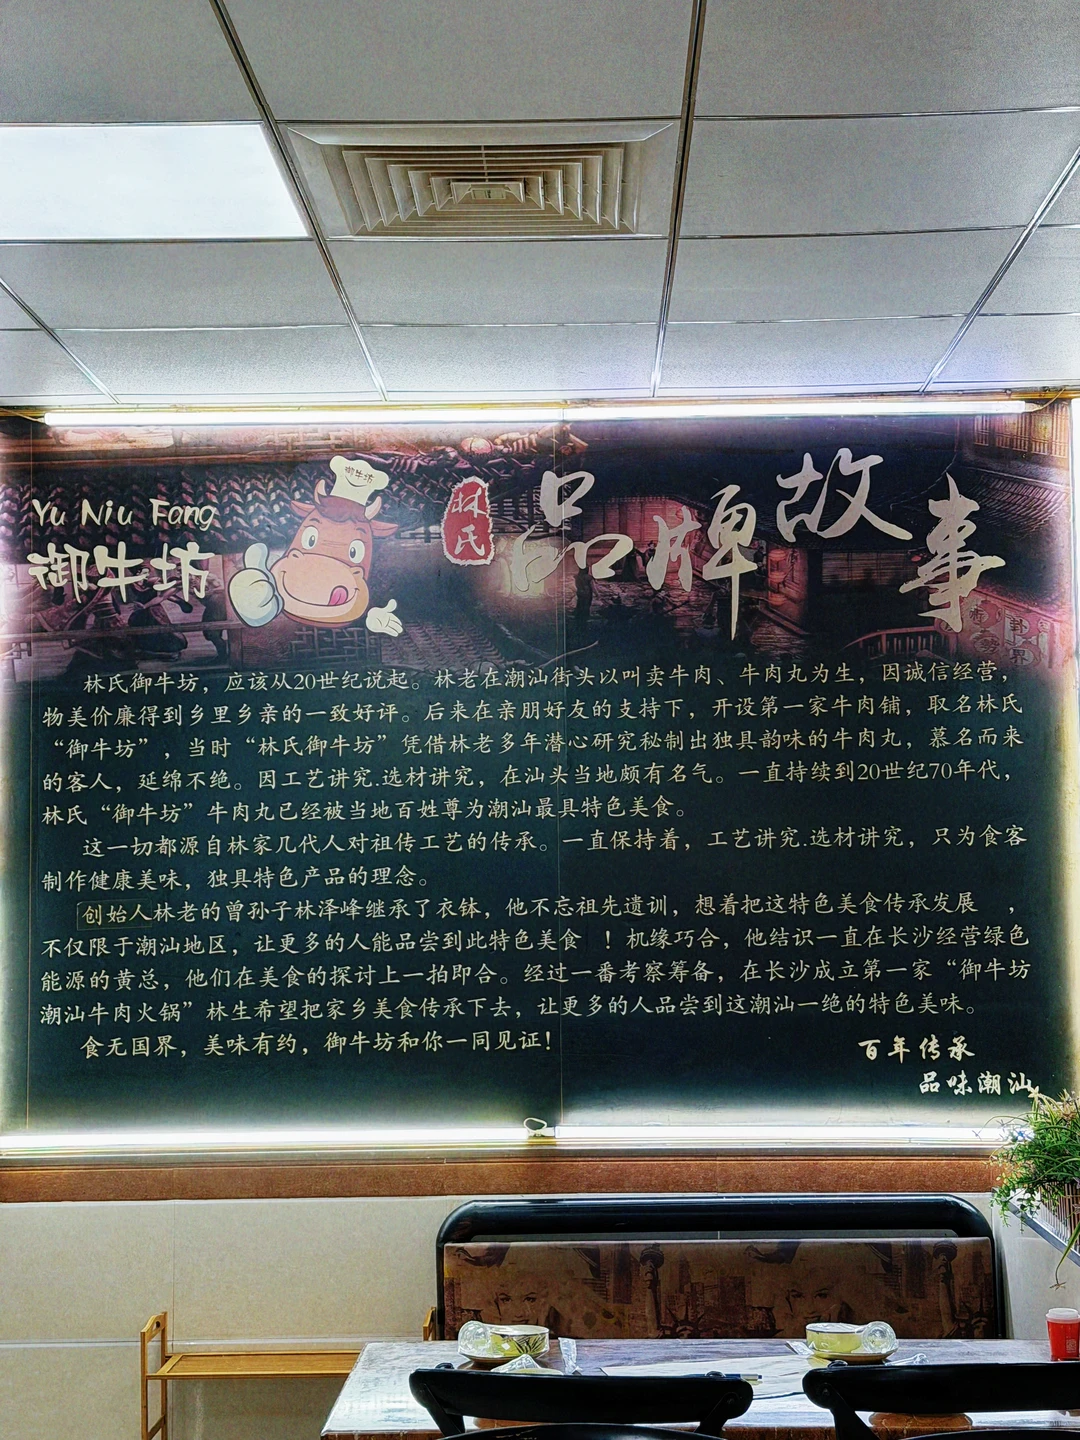 Yu Niu Fang
御牛坊
御牛坊
林氏
品牌故事
林氏御牛坊，应该从20世纪说起。林老在潮汕街头以叫卖牛肉、牛肉丸为生，因诚信经营，
物美价廉得到乡里乡亲的一致好评。后来在亲朋好友的支持下，开设第一家牛肉铺，取名林氏
“御牛坊”，当时“林氏御牛坊”凭借林老多年潜心研究秘制出独具韵味的牛肉丸，慕名而来
的客人，延绵不绝。因工艺讲究.选材讲究，在汕头当地颇有名气。一直持续到20世纪70年代，
林氏“御牛坊”牛肉丸已经被当地百姓尊为潮汕最具特色美食。
这一切都源自林家几代人对祖传工艺的传承。一直保持着，工艺讲究.选材讲究，只为食客
制作健康美味，独具特色产品的理念。
创始人林老的曾孙子林泽峰继承了衣钵，他不忘祖先遗训，想着把这特色美食传承发展 ，
不仅限于潮汕地区，让更多的人能品尝到此特色美食 ！机缘巧合，他结识一直在长沙经营绿色
能源的黄总，他们在美食的探讨上一拍即合。经过一番考察筹备，在长沙成立第一家“御牛坊
潮汕牛肉火锅”林生希望把家乡美食传承下去，让更多的人品尝到这潮汕一绝的特色美味。
食无国界，美味有约，御牛坊和你一同见证！
百年传承
品味潮汕